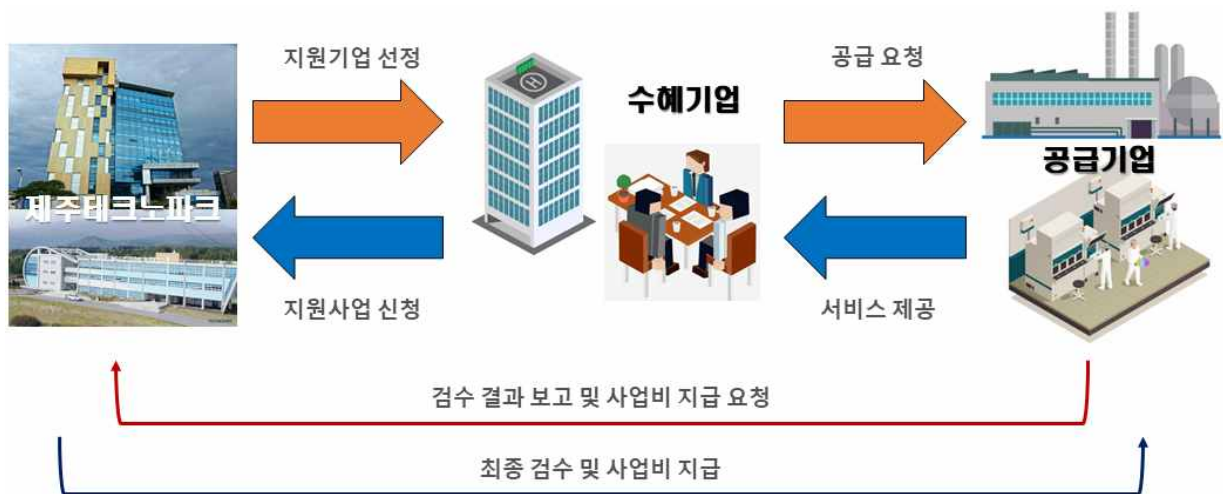 지원기업 선정
공급 요청
수혜기업
공급기업
제주테크노파크
지원사업 신청
서비스 제공
검수 결과 보고 및 사업비 지급 요청
최종 검수 및 사업비 지급